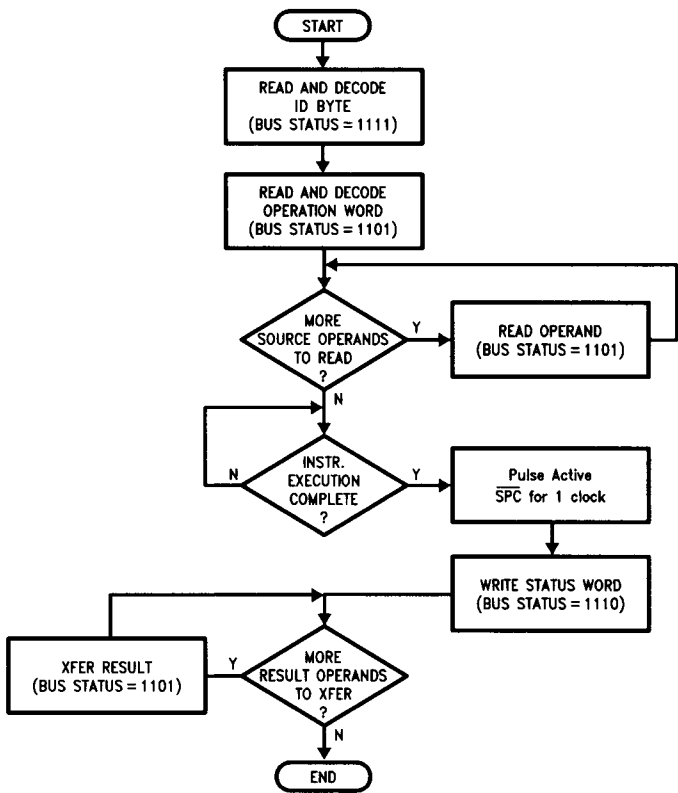 START
READ AND DECODE
ID BYTE
(BUS STATUS = 1111)
READ AND DECODE
OPERATION WORD
(BUS STATUS = 1101)
MORE
SOURCE OPERANDS
TO READ
?
Y
READ OPERAND
(BUS STATUS = 1101)
N
INSTR.
EXECUTION
COMPLETE
?
N
Y
Pulse Active
S̅P̅C̅ for 1 clock
WRITE STATUS WORD
(BUS STATUS = 1110)
MORE
RESULT OPERANDS
TO XFER
?
Y
XFER RESULT
(BUS STATUS = 1101)
N
END